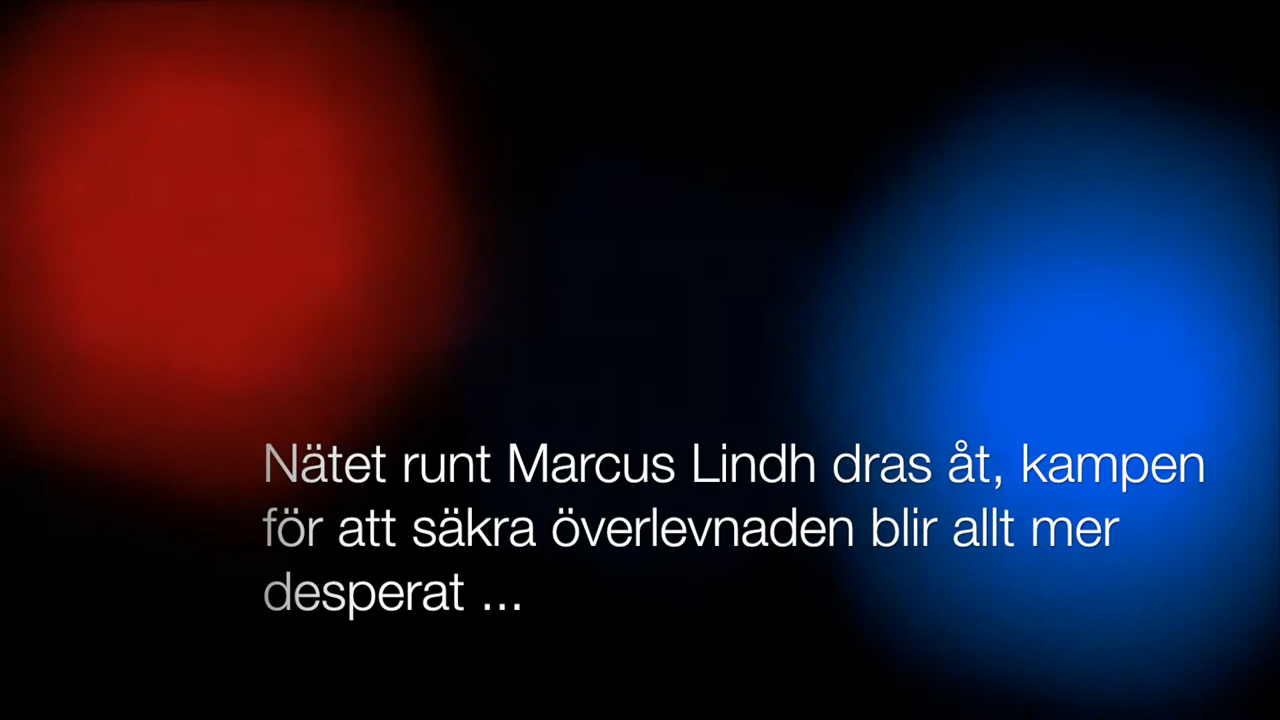 Nätet runt Marcus Lindh dras åt, kampen
för att säkra överlevnaden blir allt mer
desperat ...